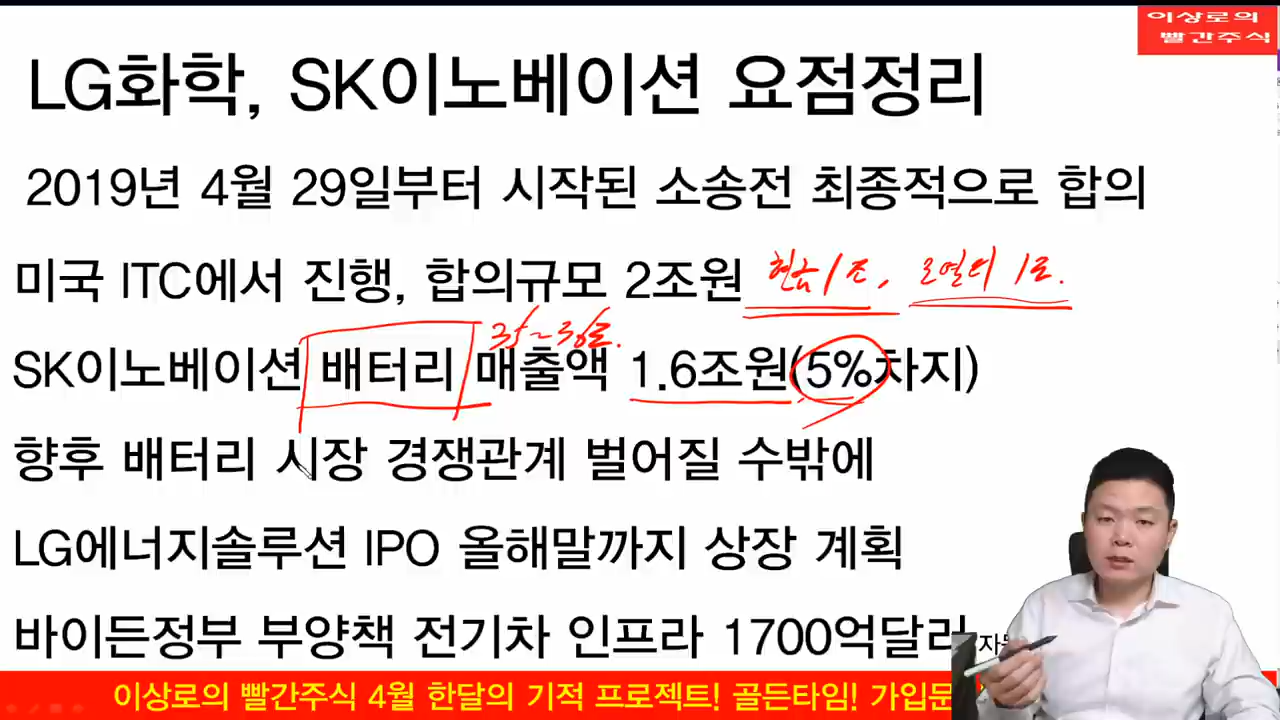 이상로의
빨간주식
LG화학, SK이노베이션 요점정리
2019년 4월 29일부터 시작된 소송전 최종적으로 합의
미국 ITC에서 진행, 합의규모 2조원 현금 1조, 로열티 1조.
SK이노베이션 배터리 매출액 1.6조원(5%차지)
향후 배터리 시장 경쟁관계 벌어질 수밖에
LG에너지솔루션 IPO 올해말까지 상장 계획
바이든정부 부양책 전기차 인프라 1700억달러
이상로의 빨간주식 4월 한달의 기적 프로젝트! 골든타임!